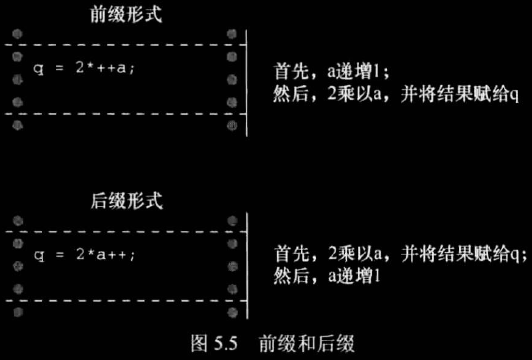 前缀形式
q = 2*++a;
首先，a递增1；
然后，2乘以a，并将结果赋给q
后缀形式
q = 2*a++;
首先，2乘以a，并将结果赋给q；
然后，a递增1
图 5.5 前缀和后缀